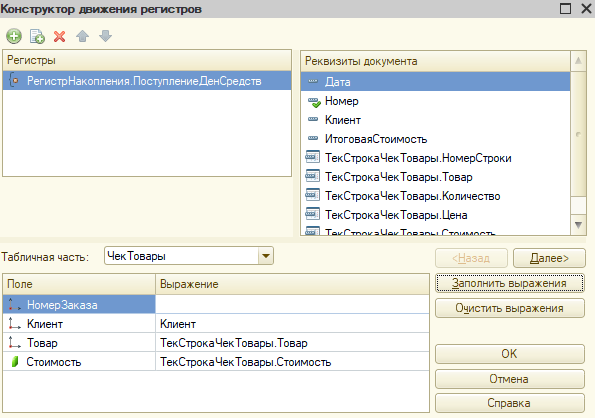 Конструктор движения регистров
Регистры
РегистрНакопления.ПоступлениеДенСредств
Реквизиты документа
Дата
Номер
Клиент
ИтоговаяСтоимость
ТекСтрокаЧекТовары.НомерСтроки
ТекСтрокаЧекТовары.Товар
ТекСтрокаЧекТовары.Количество
ТекСтрокаЧекТовары.Цена
ТекСтрокаЧекТовары.Стоимость
Табличная часть: ЧекТовары
<Назад Далее>
Поле Выражение
НомерЗаказа
Клиент Клиент
Товар ТекСтрокаЧекТовары.Товар
Стоимость ТекСтрокаЧекТовары.Стоимость
Заполнить выражения
Очистить выражения
OK
Отмена
Справка